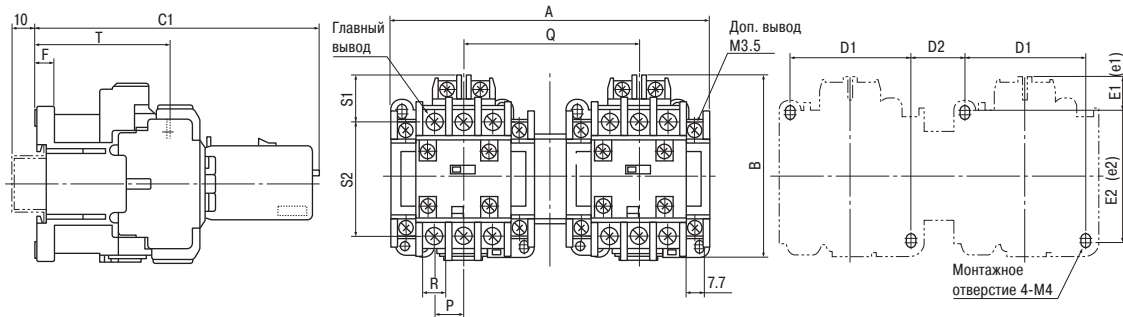 10
C1
T
F
A
Q
Главный
вывод
Доп. вывод
M3.5
S1
S2
B
R
P
7.7
D1
D2
D1
E1 (e1)
E2 (e2)
Монтажное
отверстие 4-M4